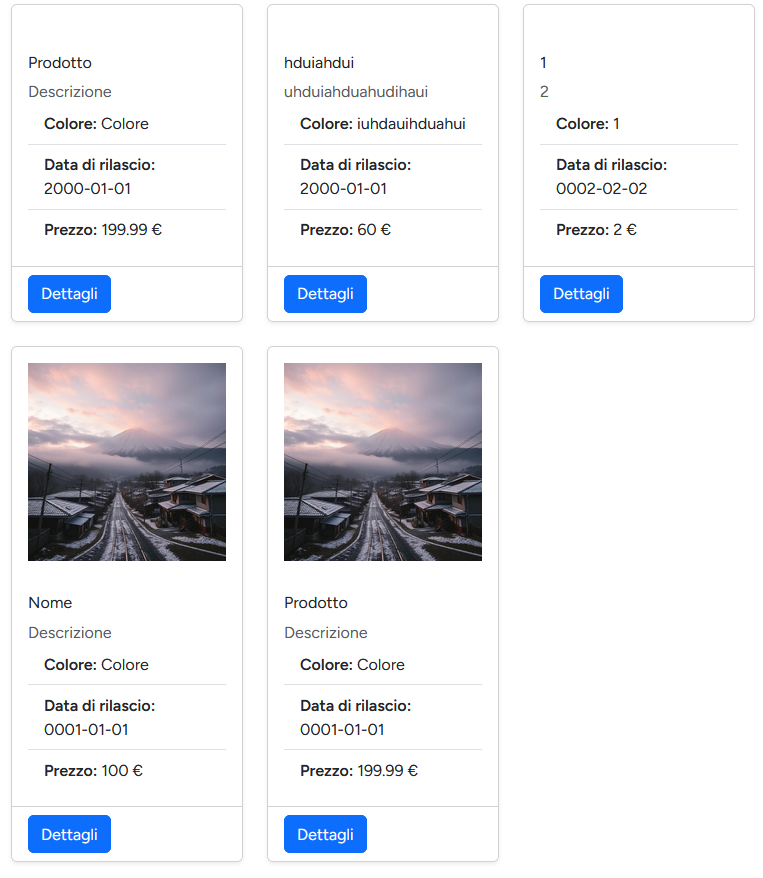 Prodotto
Descrizione
Colore: Colore
Data di rilascio:
2000-01-01
Prezzo: 199.99 €
Dettagli
hduiahdui
uhduiahduahudihaui
Colore: iuhdauihduahui
Data di rilascio:
2000-01-01
Prezzo: 60 €
Dettagli
1
2
Colore: 1
Data di rilascio:
0002-02-02
Prezzo: 2 €
Dettagli
Nome
Descrizione
Colore: Colore
Data di rilascio:
0001-01-01
Prezzo: 100 €
Dettagli
Prodotto
Descrizione
Colore: Colore
Data di rilascio:
0001-01-01
Prezzo: 199.99 €
Dettagli